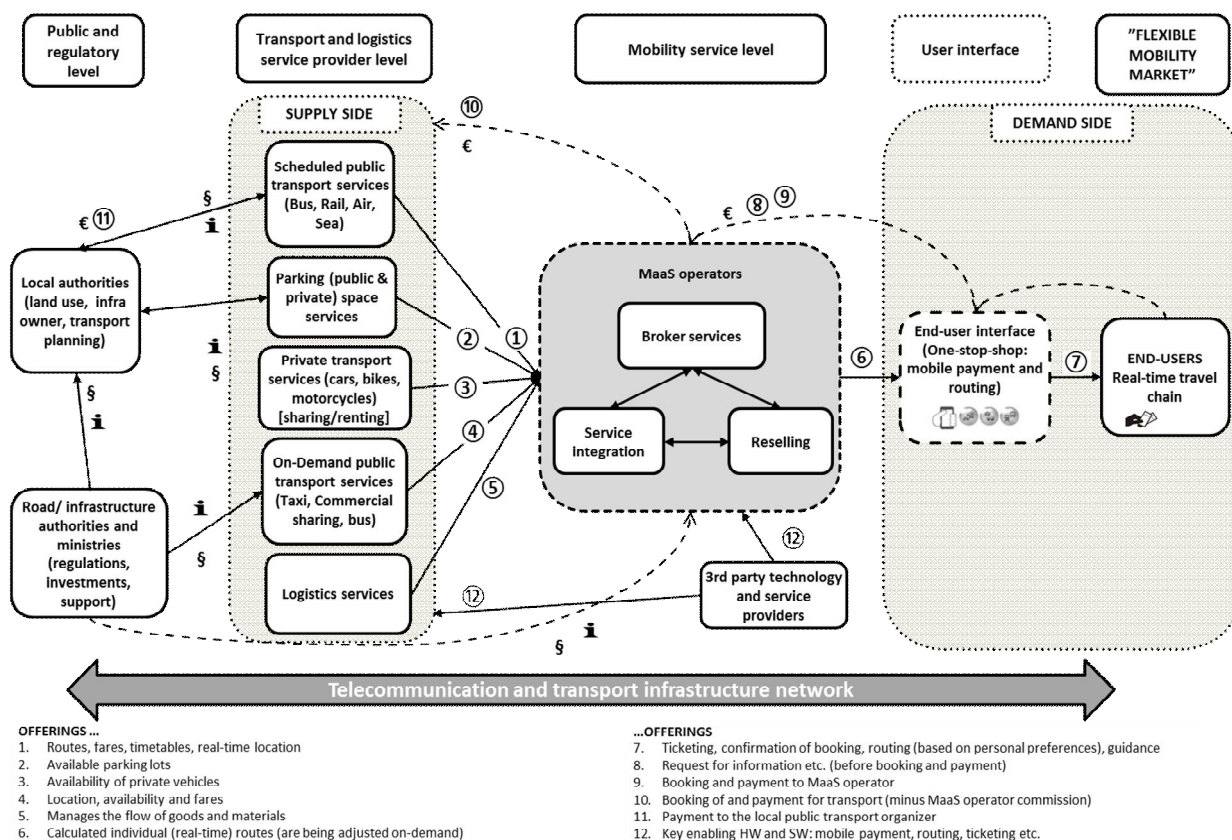 Public and
regulatory
level
Transport and logistics
service provider level
Mobility service level
User interface
”FLEXIBLE
MOBILITY
MARKET”
SUPPLY SIDE
DEMAND SIDE
10
€
Scheduled public
transport services
(Bus, Rail, Air,
Sea)
§
i
€ 11
€ 8 9
Local authorities
(land use, infra
owner, transport
planning)
Parking (public &
private) space
services
i
§
Private transport
services (cars, bikes,
motorcycles)
[sharing/renting]
On-Demand public
transport services
(Taxi, Commercial
sharing, bus)
Logistics services
§
i
Road/ infrastructure
authorities and
ministries
(regulations,
investments,
support)
i
§
1
2
3
4
5
MaaS operators
Broker services
Service
Integration
Reselling
6
End-user interface
(One-stop-shop:
mobile payment and
routing)
7
END-USERS
Real-time travel
chain
12
12
3rd party technology
and service
providers
§ i
Telecommunication and transport infrastructure network
OFFERINGS ...
1. Routes, fares, timetables, real-time location
2. Available parking lots
3. Availability of private vehicles
4. Location, availability and fares
5. Manages the flow of goods and materials
6. Calculated individual (real-time) routes (are being adjusted on-demand)
...OFFERINGS
7. Ticketing, confirmation of booking, routing (based on personal preferences), guidance
8. Request for information etc. (before booking and payment)
9. Booking and payment to MaaS operator
10. Booking of and payment for transport (minus MaaS operator commission)
11. Payment to the local public transport organizer
12. Key enabling HW and SW: mobile payment, routing, ticketing etc.